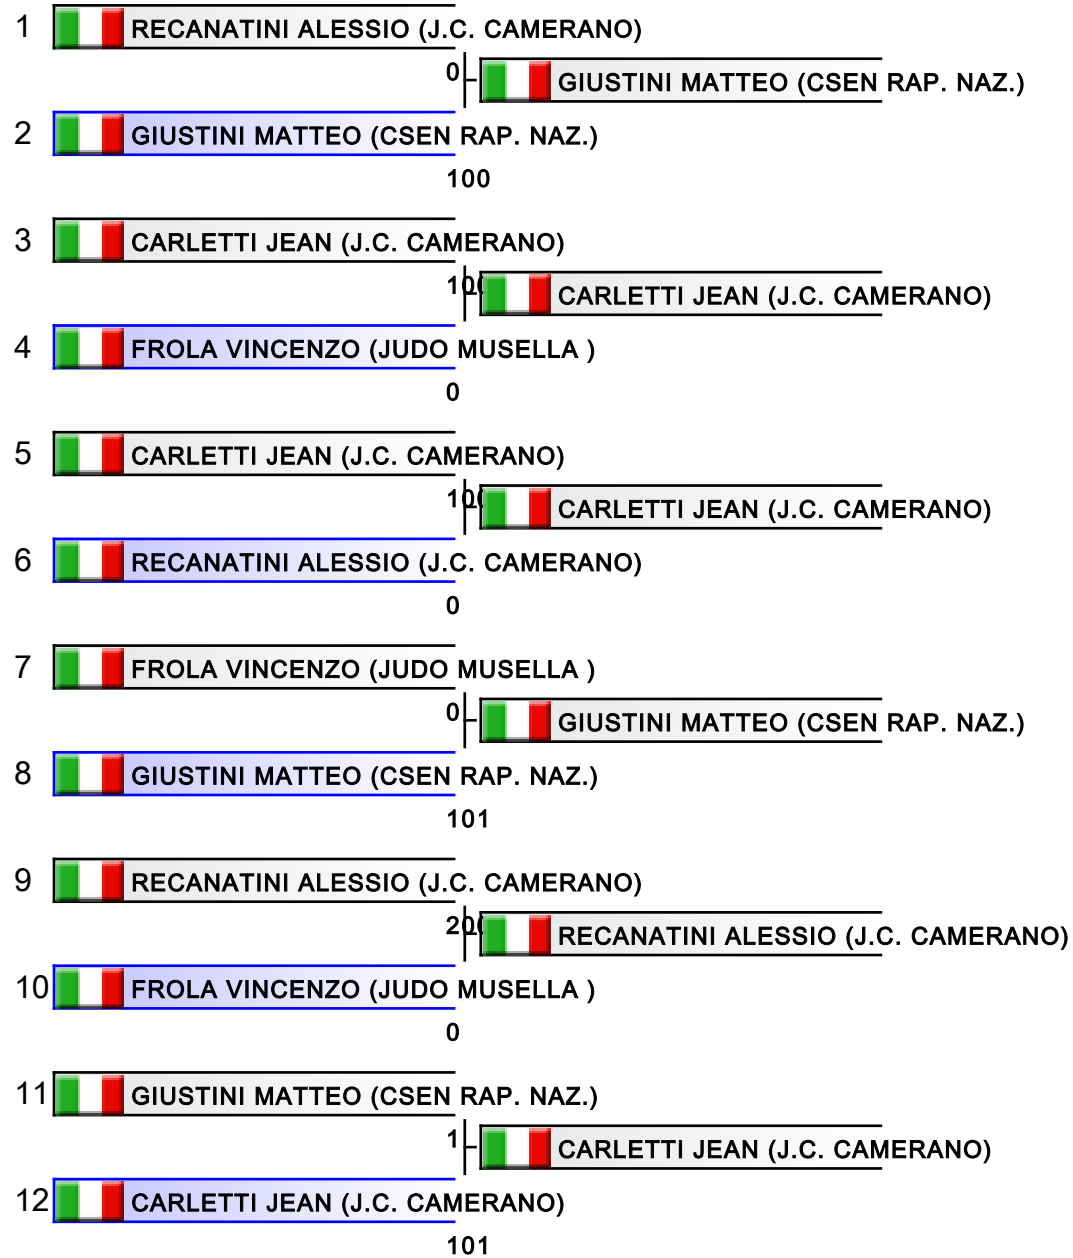 1 RECANATINI ALESSIO (J.C. CAMERANO)
0 GIUSTINI MATTEO (CSEN RAP. NAZ.)
2 GIUSTINI MATTEO (CSEN RAP. NAZ.)
100
3 CARLETTI JEAN (J.C. CAMERANO)
100 CARLETTI JEAN (J.C. CAMERANO)
4 FROLA VINCENZO (JUDO MUSELLA )
0
5 CARLETTI JEAN (J.C. CAMERANO)
100 CARLETTI JEAN (J.C. CAMERANO)
6 RECANATINI ALESSIO (J.C. CAMERANO)
0
7 FROLA VINCENZO (JUDO MUSELLA )
0 GIUSTINI MATTEO (CSEN RAP. NAZ.)
8 GIUSTINI MATTEO (CSEN RAP. NAZ.)
101
9 RECANATINI ALESSIO (J.C. CAMERANO)
200 RECANATINI ALESSIO (J.C. CAMERANO)
10 FROLA VINCENZO (JUDO MUSELLA )
0
11 GIUSTINI MATTEO (CSEN RAP. NAZ.)
1 CARLETTI JEAN (J.C. CAMERANO)
12 CARLETTI JEAN (J.C. CAMERANO)
101